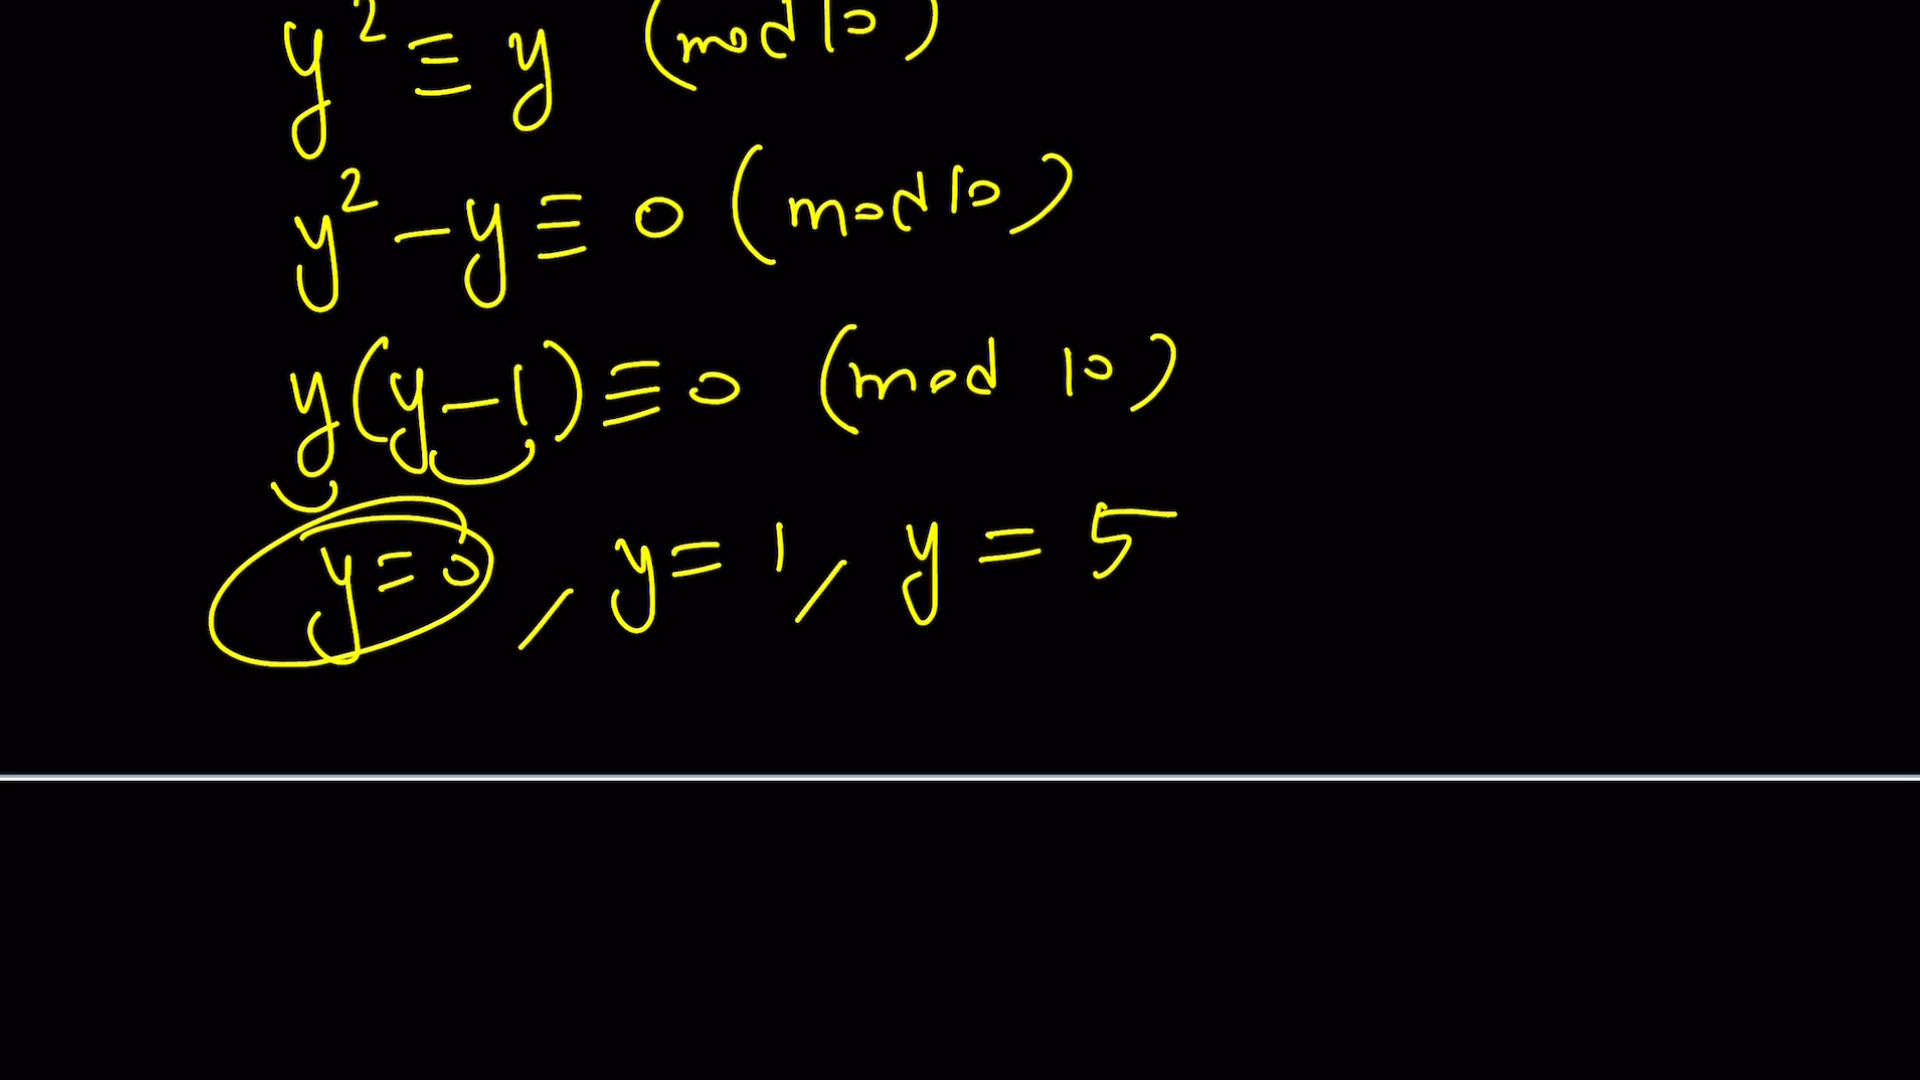 y² ≡ y (mod 10)
y² - y ≡ 0 (mod 10)
y(y-1) ≡ 0 (mod 10)
y = 0, y = 1, y = 5